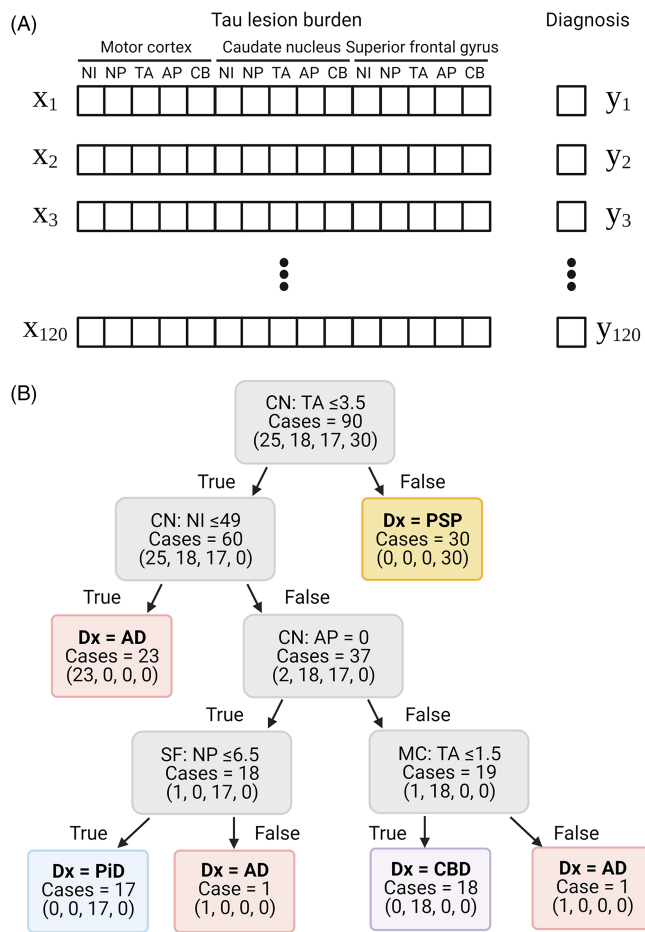 (A)
Tau lesion burden
Diagnosis
Motor cortex
Caudate nucleus
Superior frontal gyrus
NI NP TA AP CB NI NP TA AP CB NI NP TA AP CB
x1
y1
x2
y2
x3
y3
x120
y120
(B)
CN: TA ≤3.5
Cases = 90
(25, 18, 17, 30)
True
False
CN: NI ≤49
Cases = 60
(25, 18, 17, 0)
Dx = PSP
Cases = 30
(0, 0, 0, 30)
True
False
Dx = AD
Cases = 23
(23, 0, 0, 0)
CN: AP = 0
Cases = 37
(2, 18, 17, 0)
True
False
SF: NP ≤6.5
Cases = 18
(1, 0, 17, 0)
MC: TA ≤1.5
Cases = 19
(1, 18, 0, 0)
True
False
True
False
Dx = PiD
Cases = 17
(0, 0, 17, 0)
Dx = AD
Case = 1
(1, 0, 0, 0)
Dx = CBD
Cases = 18
(0, 18, 0, 0)
Dx = AD
Case = 1
(1, 0, 0, 0)